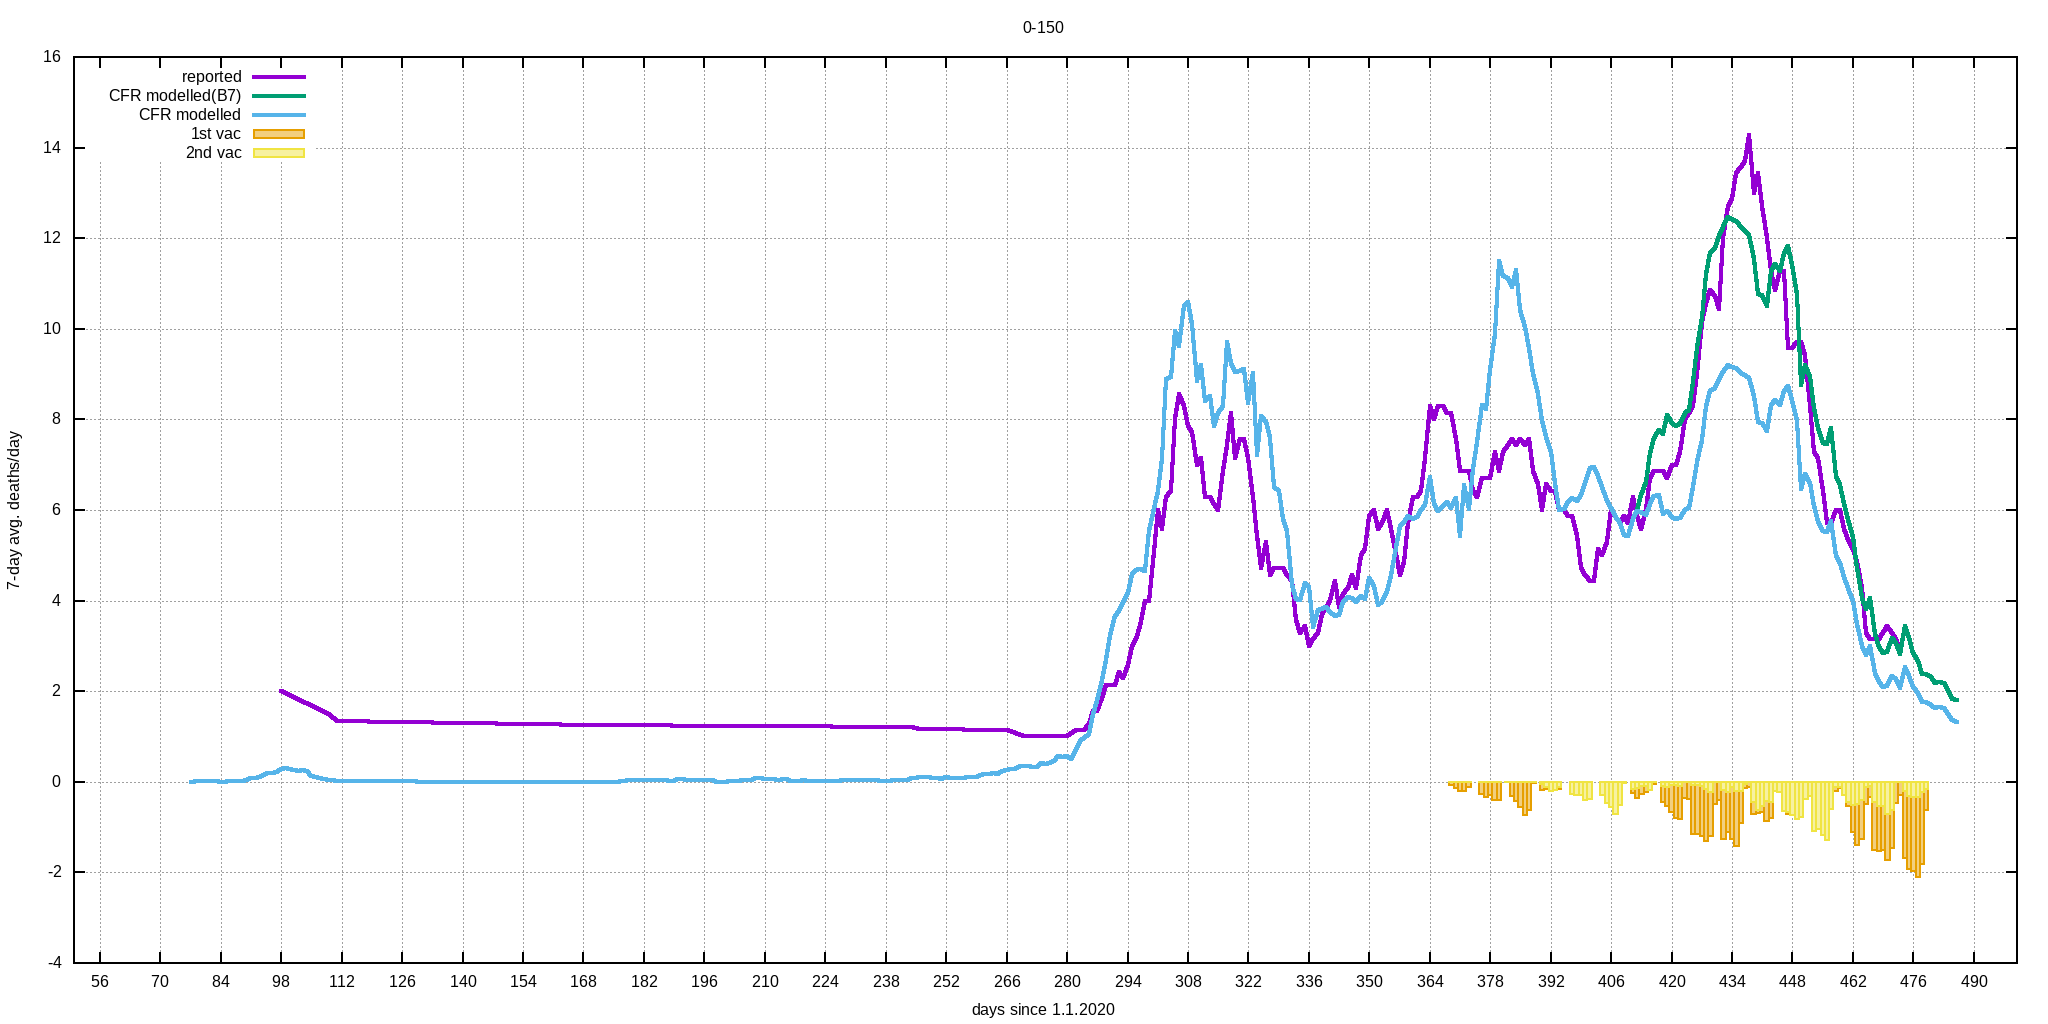 0-150
16
14
12
10
8
6
4
2
0
-2
-4
7-day avg. deaths/day
reported
CFR modelled(B7)
CFR modelled
1st vac
2nd vac
56 70 84 98 112 126 140 154 168 182 196 210 224 238 252 266 280 294 308 322 336 350 364 378 392 406 420 434 448 462 476 490
days since 1.1.2020